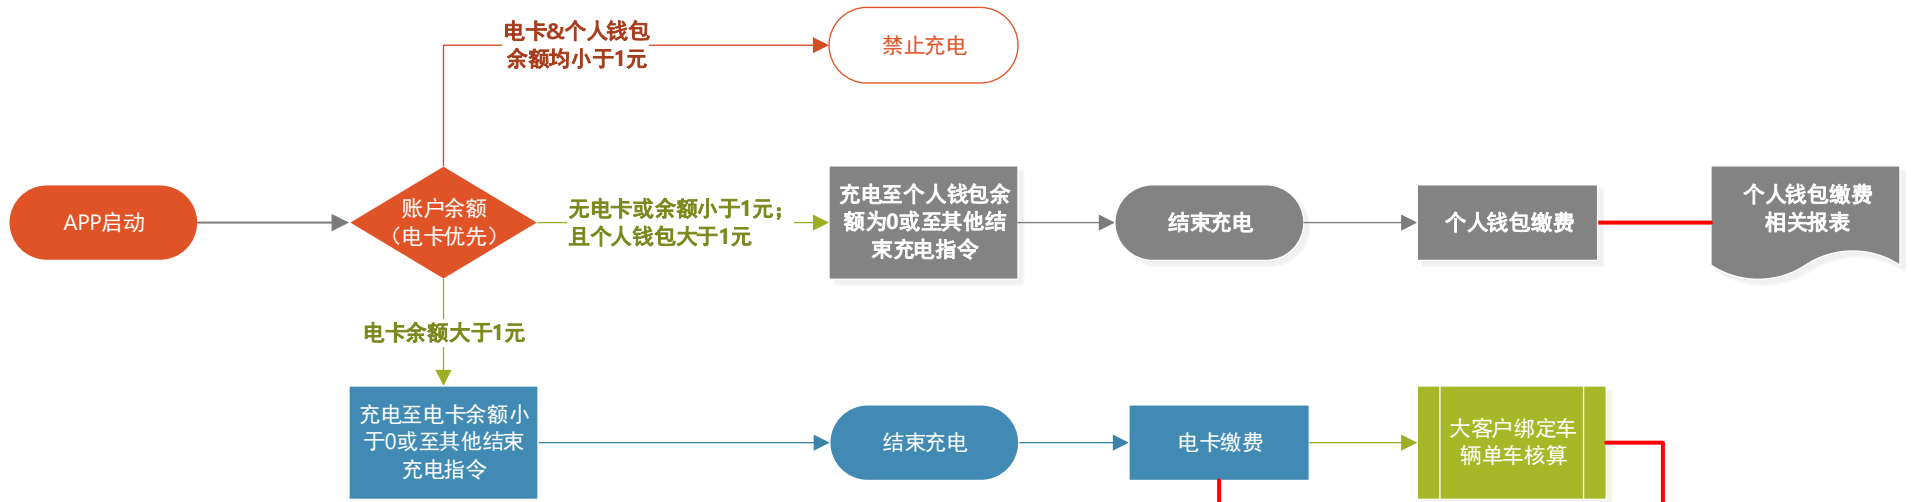 电卡&个人钱包
余额均小于1元
禁止充电
APP启动
账户余额
（电卡优先）
无电卡或余额小于1元；
且个人钱包大于1元
充电至个人钱包余
额为0或至其他结
束充电指令
结束充电
个人钱包缴费
个人钱包缴费
相关报表
电卡余额大于1元
充电至电卡余额小
于0或至其他结束
充电指令
结束充电
电卡缴费
大客户绑定车
辆单车核算